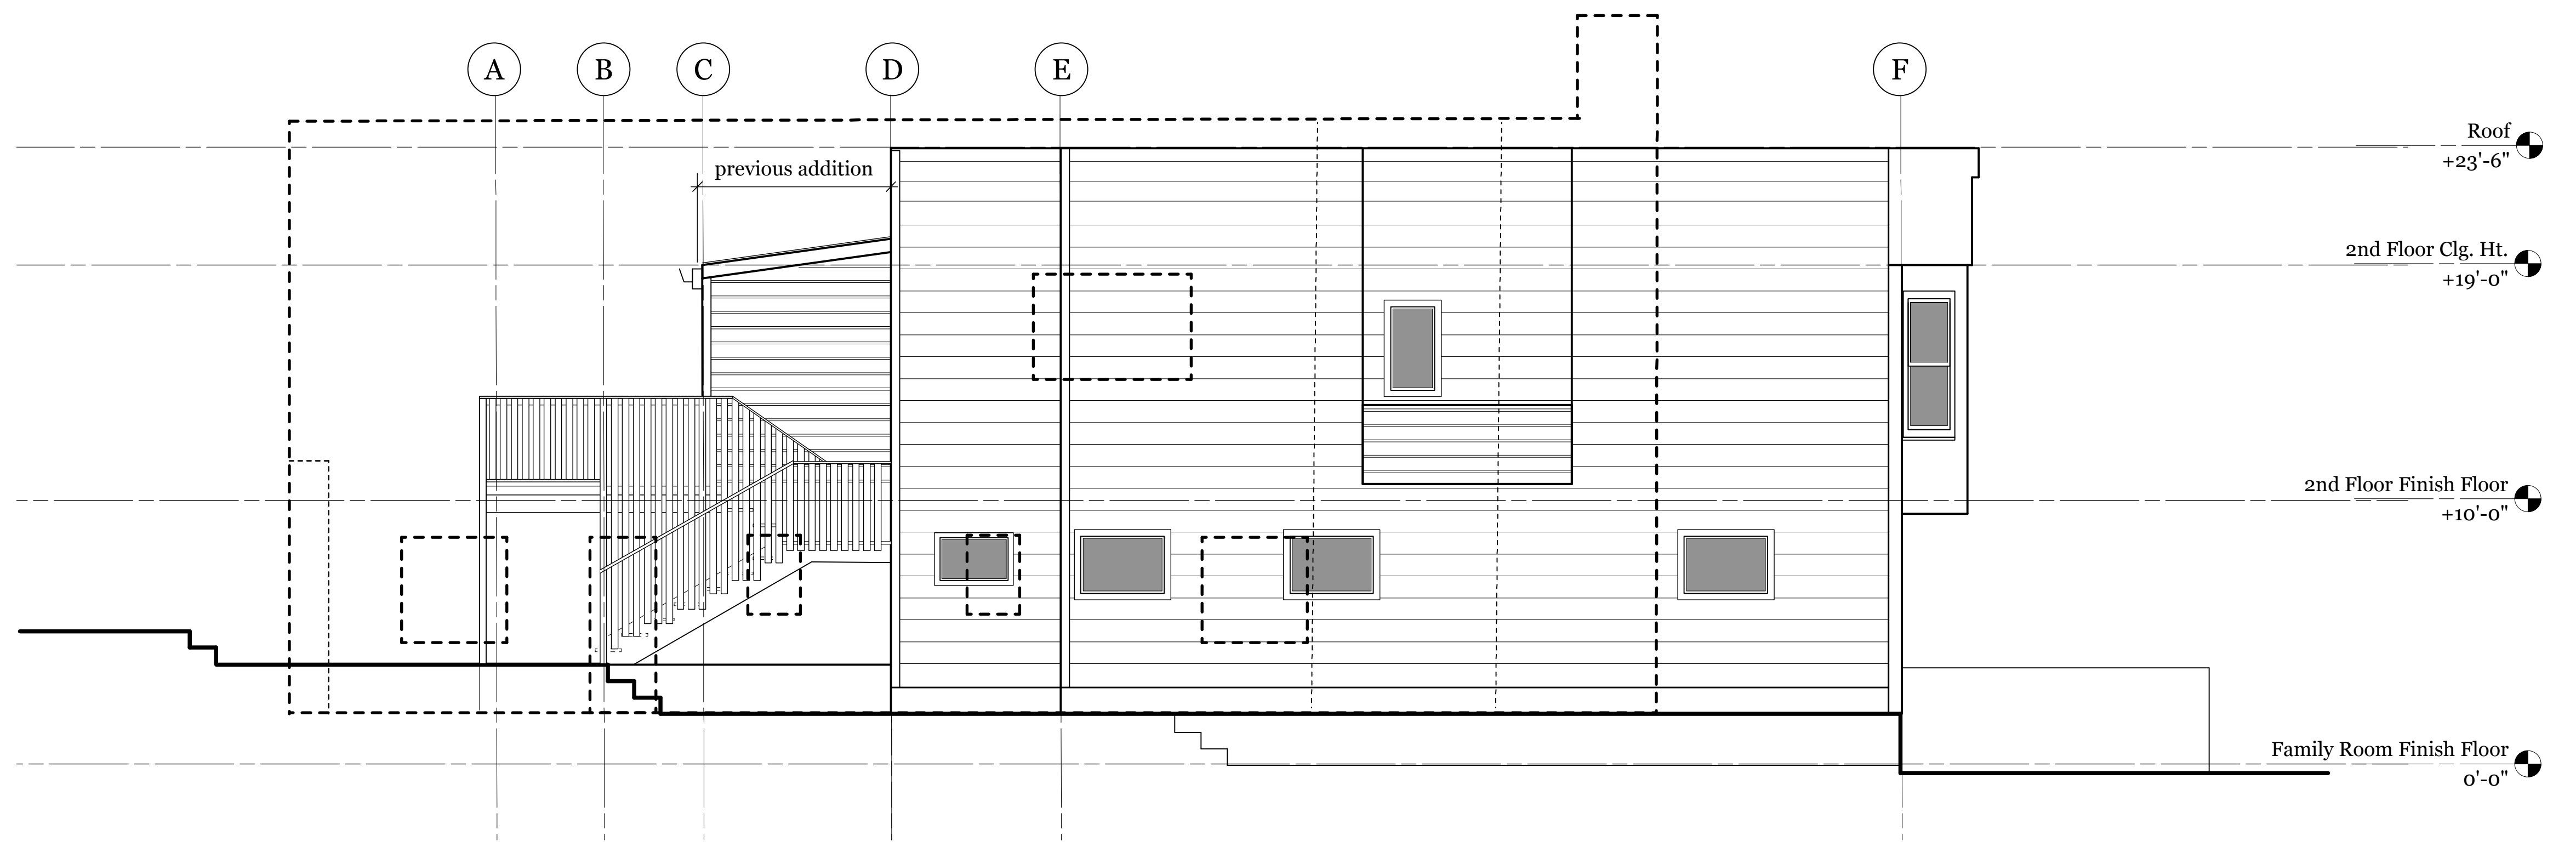 A B C D E F
Roof
+23'-6"
previous addition
2nd Floor Clg. Ht.
+19'-0"
2nd Floor Finish Floor
+10'-0"
Family Room Finish Floor
0'-0"